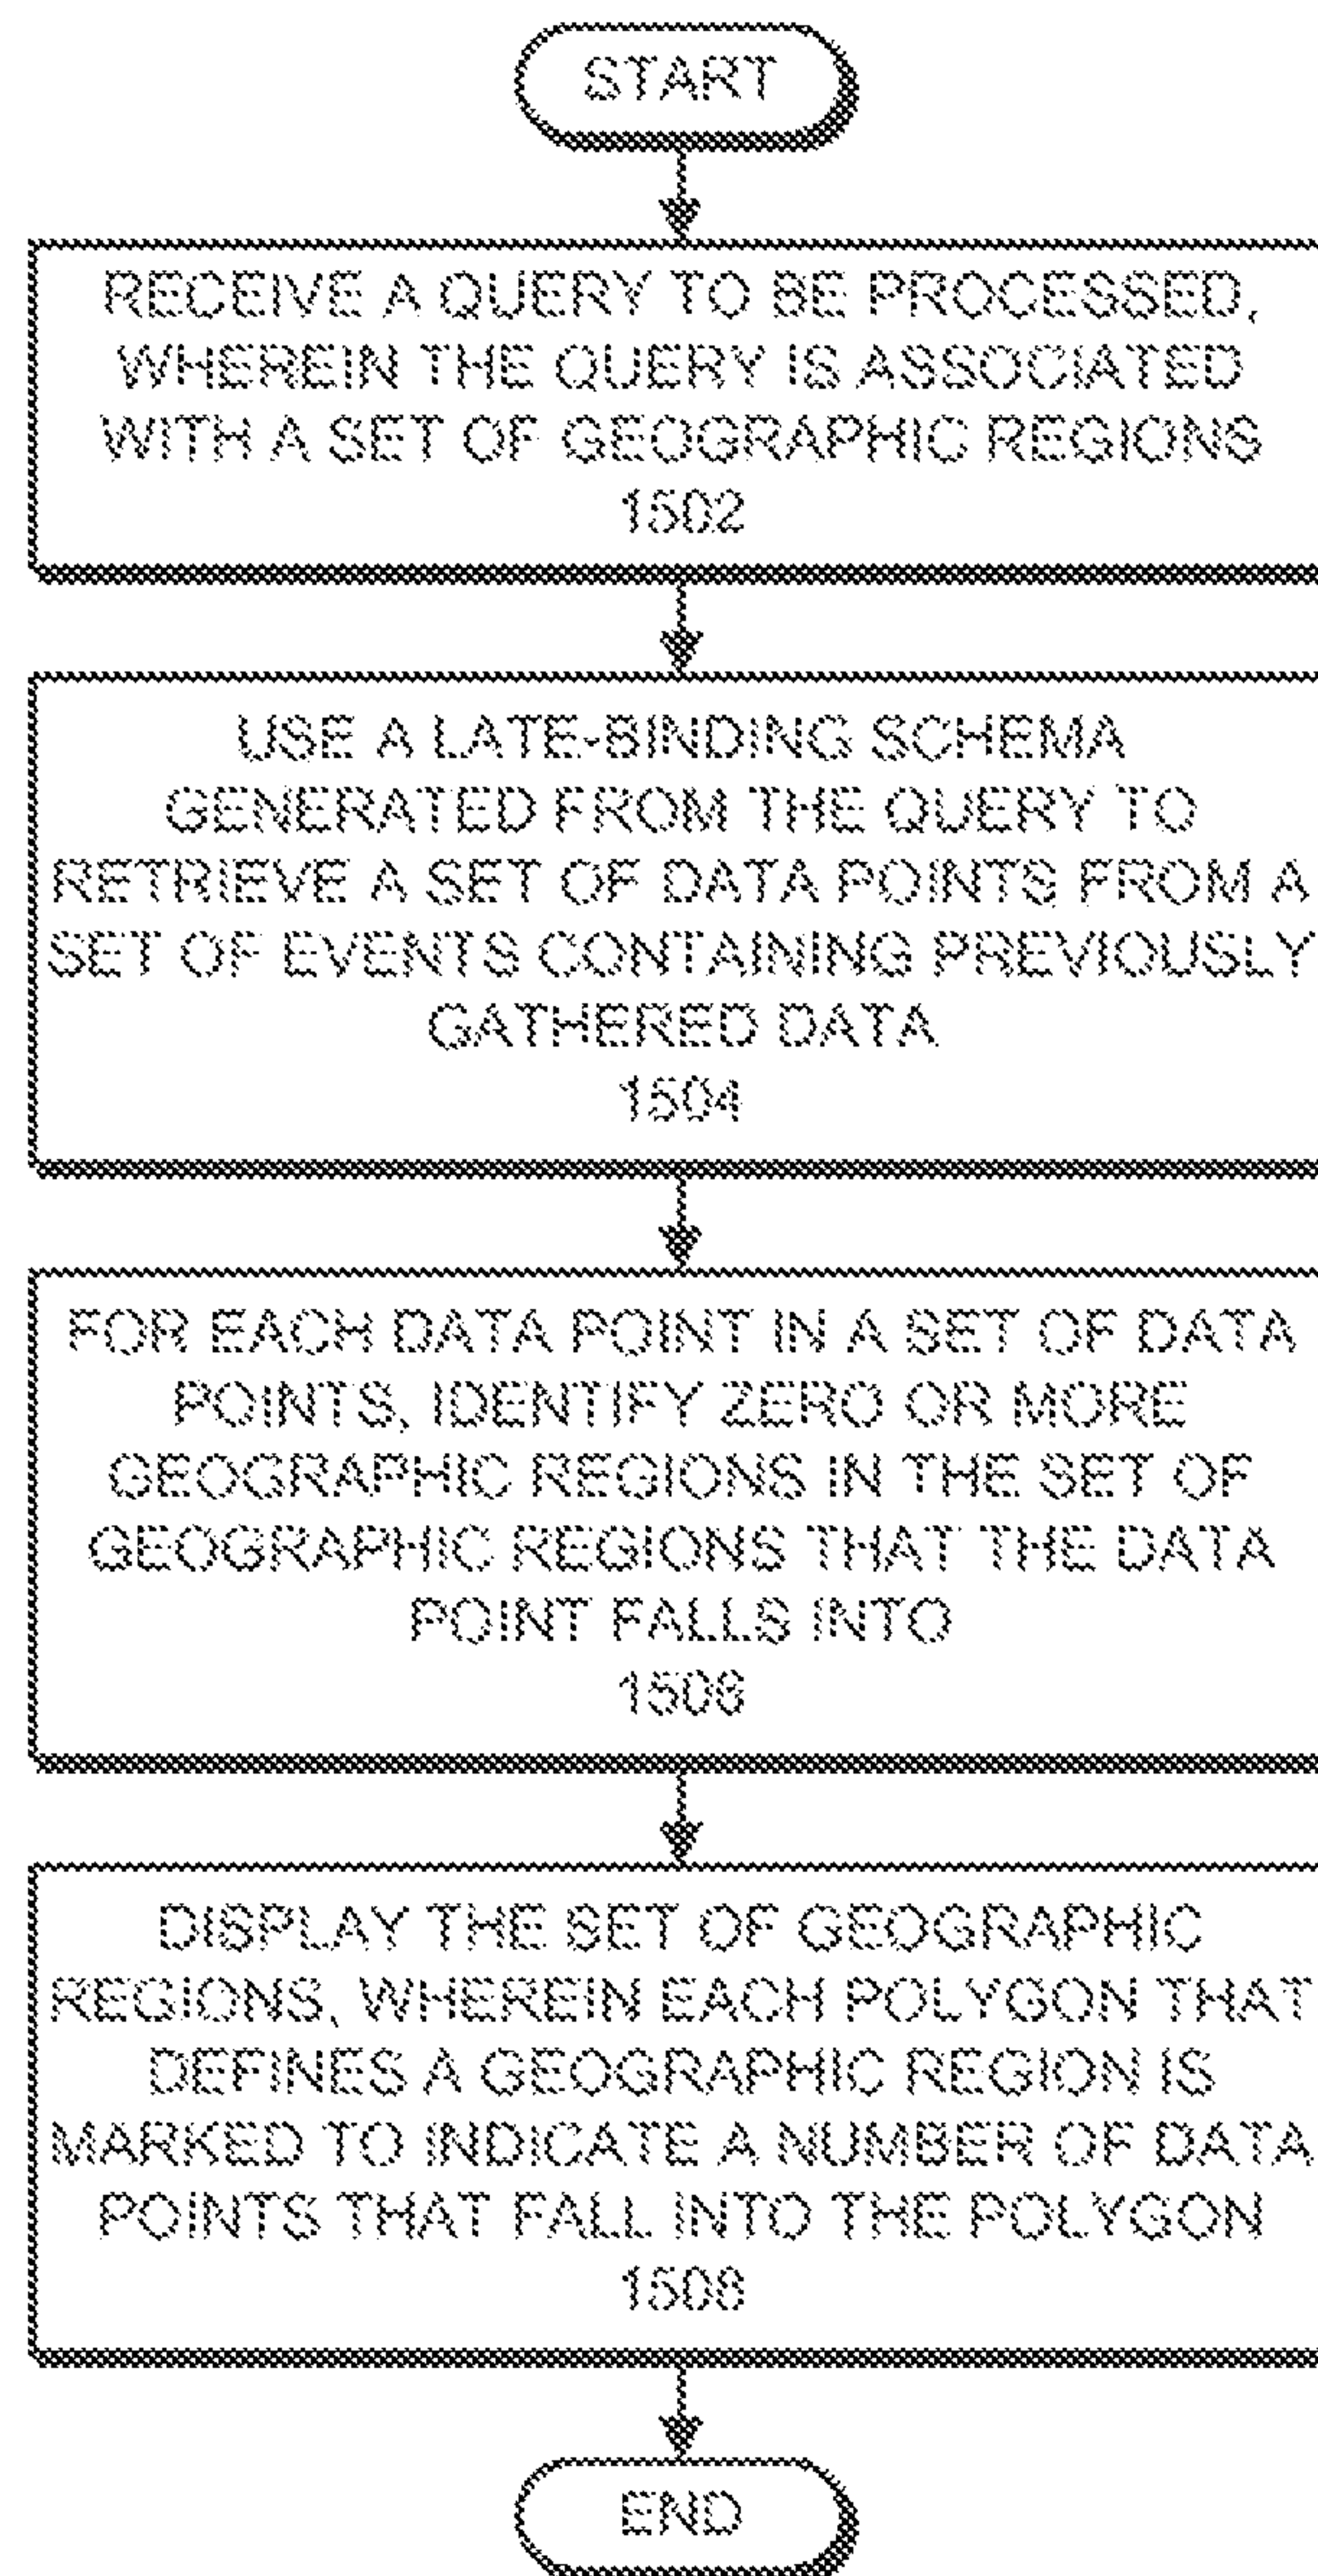 START
RECEIVE A QUERY TO BE PROCESSED,
WHEREIN THE QUERY IS ASSOCIATED
WITH A SET OF GEOGRAPHIC REGIONS
1502
USE A LATE-BINDING SCHEMA
GENERATED FROM THE QUERY TO
RETRIEVE A SET OF DATA POINTS FROM A
SET OF EVENTS CONTAINING PREVIOUSLY
GATHERED DATA
1504
FOR EACH DATA POINT IN A SET OF DATA
POINTS, IDENTIFY ZERO OR MORE
GEOGRAPHIC REGIONS IN THE SET OF
GEOGRAPHIC REGIONS THAT THE DATA
POINT FALLS INTO
1506
DISPLAY THE SET OF GEOGRAPHIC
REGIONS, WHEREIN EACH POLYGON THAT
DEFINES A GEOGRAPHIC REGION IS
MARKED TO INDICATE A NUMBER OF DATA
POINTS THAT FALL INTO THE POLYGON
1508
END